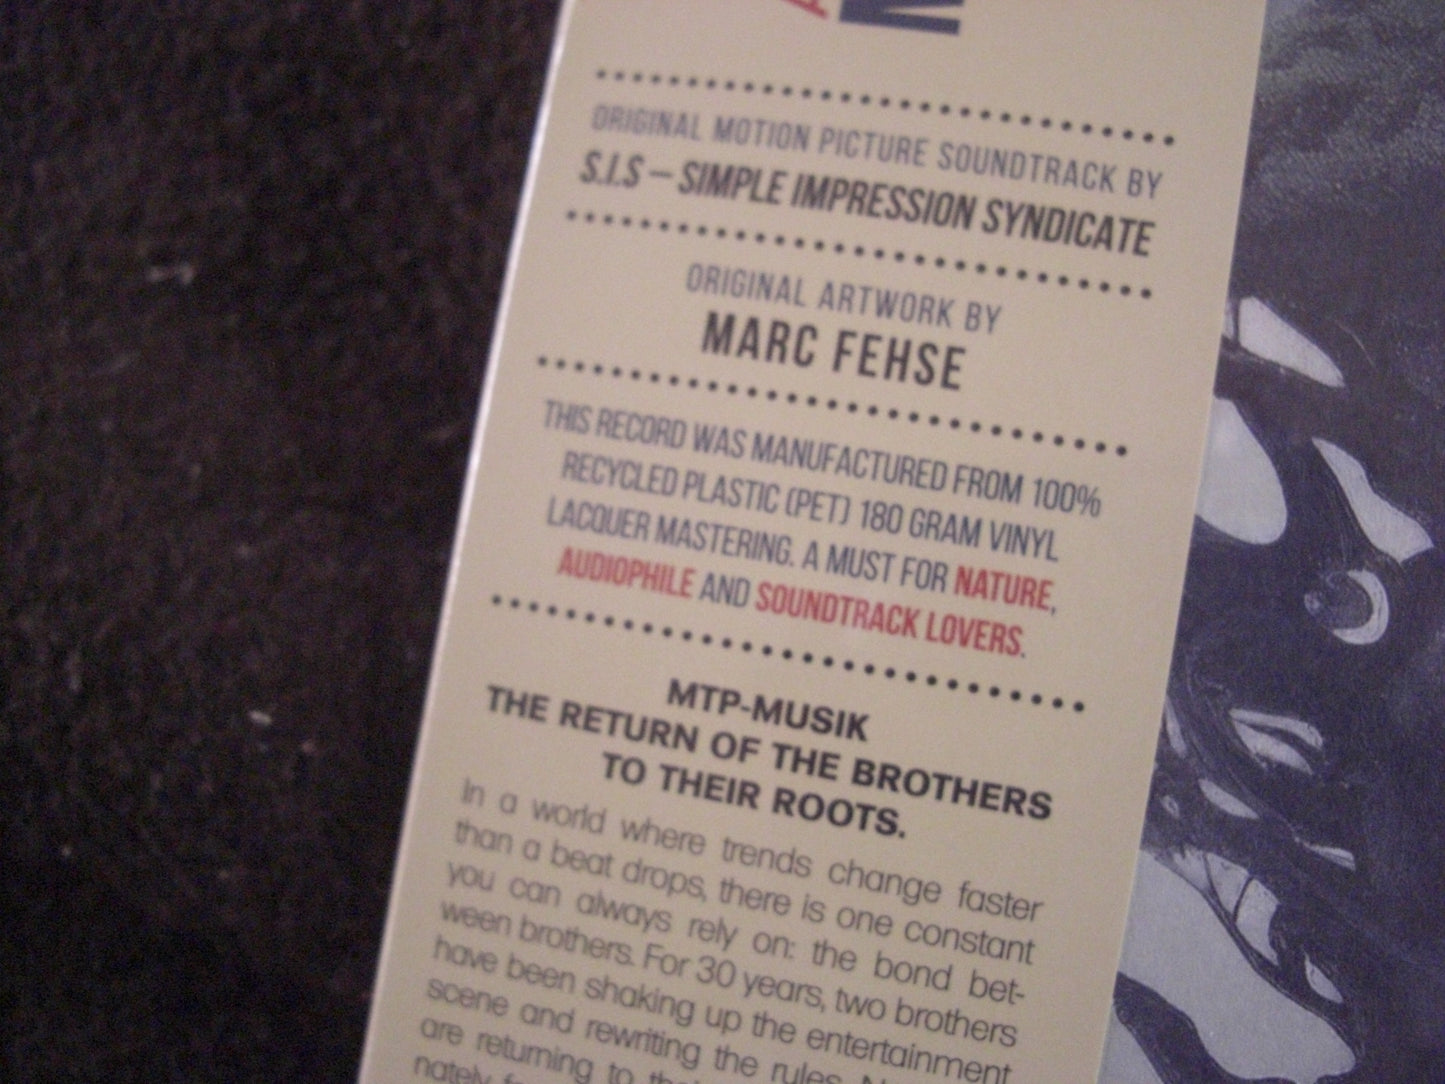 ORIGINAL MOTION PICTURE SOUNDTRACK BY
S.I.S – SIMPLE IMPRESSION SYNDICATE
ORIGINAL ARTWORK BY
MARC FEHSE
THIS RECORD WAS MANUFACTURED FROM 100%
RECYCLED PLASTIC (PET) 180 GRAM VINYL
LACQUER MASTERING. A MUST FOR NATURE,
AUDIOPHILE AND SOUNDTRACK LOVERS.
MTP-MUSIK
THE RETURN OF THE BROTHERS
TO THEIR ROOTS.
In a world where trends change faster
than a beat drops, there is one constant
you can always rely on: the bond bet-
ween brothers. For 30 years, two brothers
have been shaking up the entertainment
scene and rewriting the rules.
are returning to